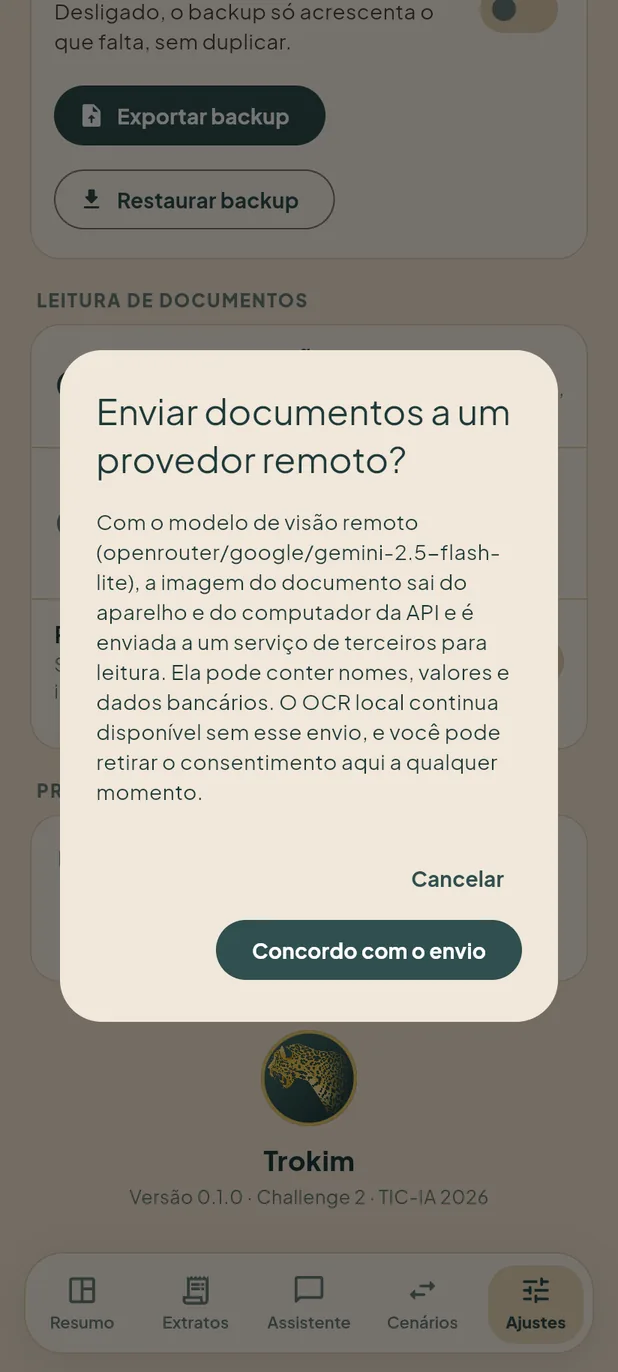 Desligado, o backup só acrescenta o
que falta, sem duplicar.
Exportar backup
Restaurar backup
LEITURA DE DOCUMENTOS
Enviar documentos a um
provedor remoto?
Com o modelo de visão remoto
(openrouter/google/gemini-2.5-flash-
lite), a imagem do documento sai do
aparelho e do computador da API e é
enviada a um serviço de terceiros para
leitura. Ela pode conter nomes, valores e
dados bancários. O OCR local continua
disponível sem esse envio, e você pode
retirar o consentimento aqui a qualquer
momento.
Cancelar
Concordo com o envio
Trokim
Versão 0.1.0 · Challenge 2 · TIC-IA 2026
Resumo
Extratos
Assistente
Cenários
Ajustes